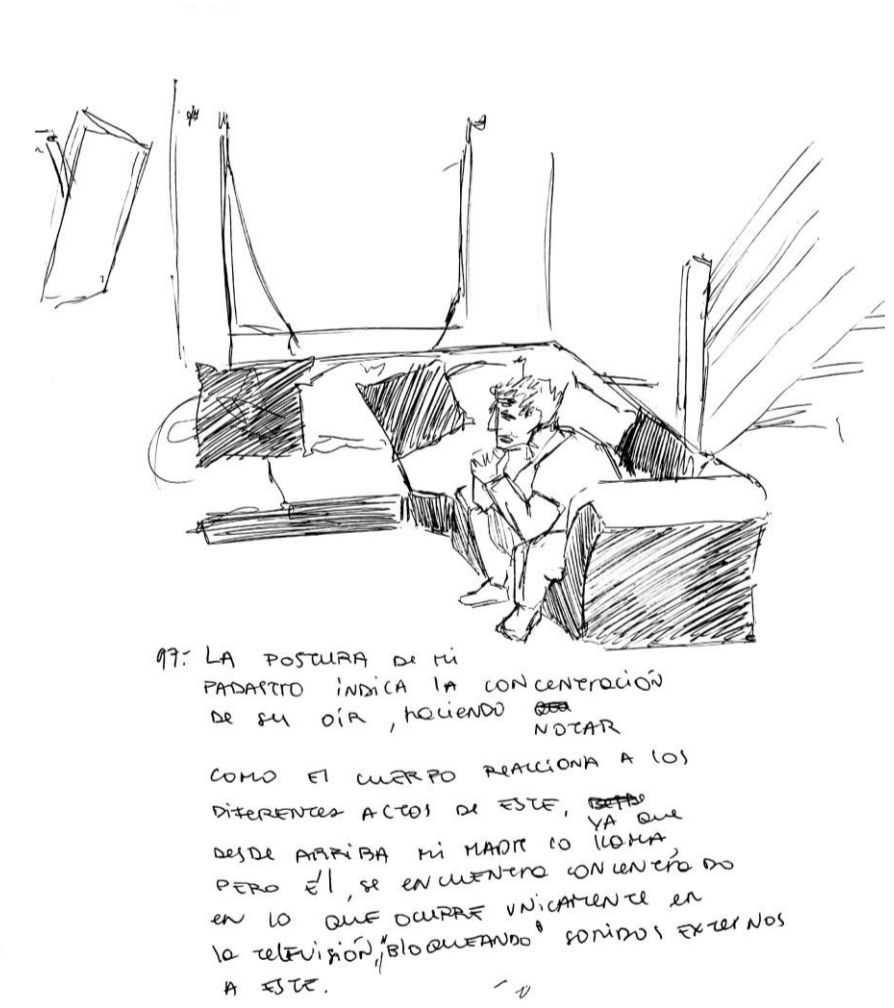 97.- LA POSTURA DE MI
PADASTRO INDICA LA CONCENTRACIÓN
DE SU OÍR, HACIENDO
NOTAR
COMO EL CUERPO REACCIONA A LOS
DIFERENTES ACTOS DE ESTE,
YA QUE
DESDE ARRIBA MI MADRE LO LLAMA,
PERO ÉL, SE ENCUENTRA CONCENTRADO
EN LO QUE OCURRE UNICAMENTE EN
LA TELEVISIÓN, "BLOQUEANDO" SONIDOS EXTERNOS
A ESTE.